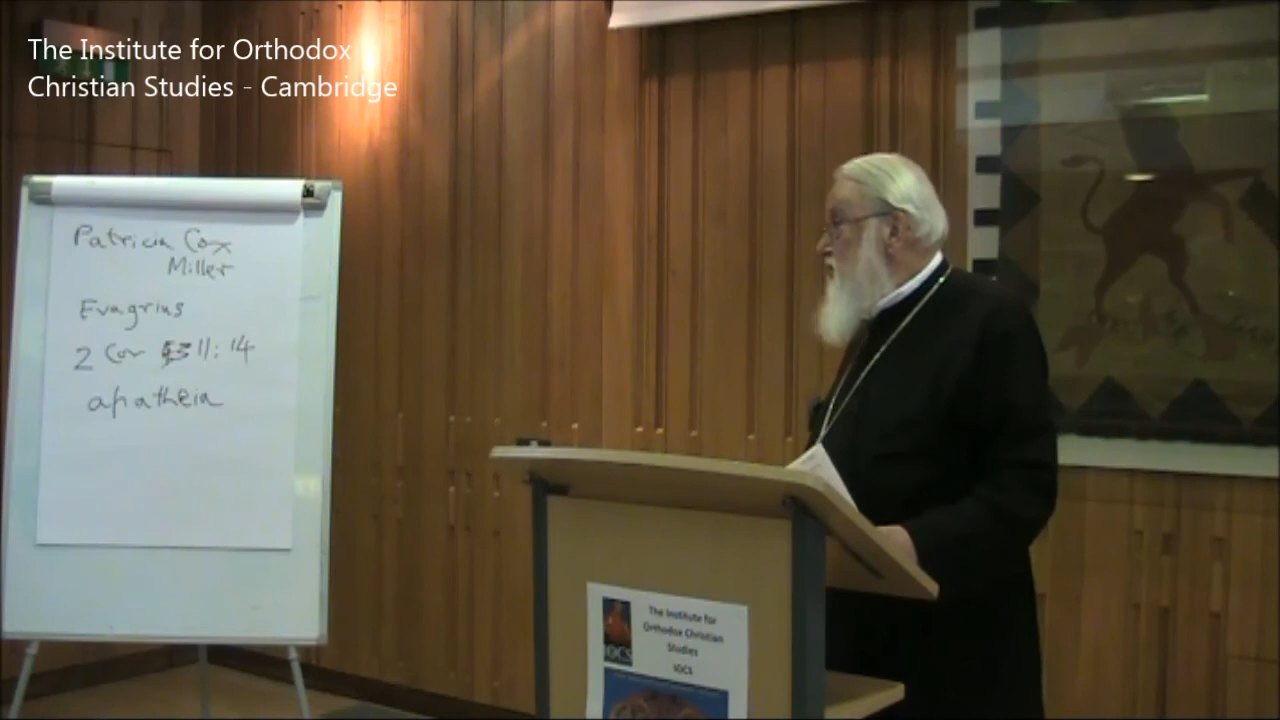 The Institute for Orthodox
Christian Studies - Cambridge
Patricia Cox
Miller
Evagrius
2 Cor 11:14
apatheia
The Institute for
Orthodox Christian
Studies
IOCS
IOCS